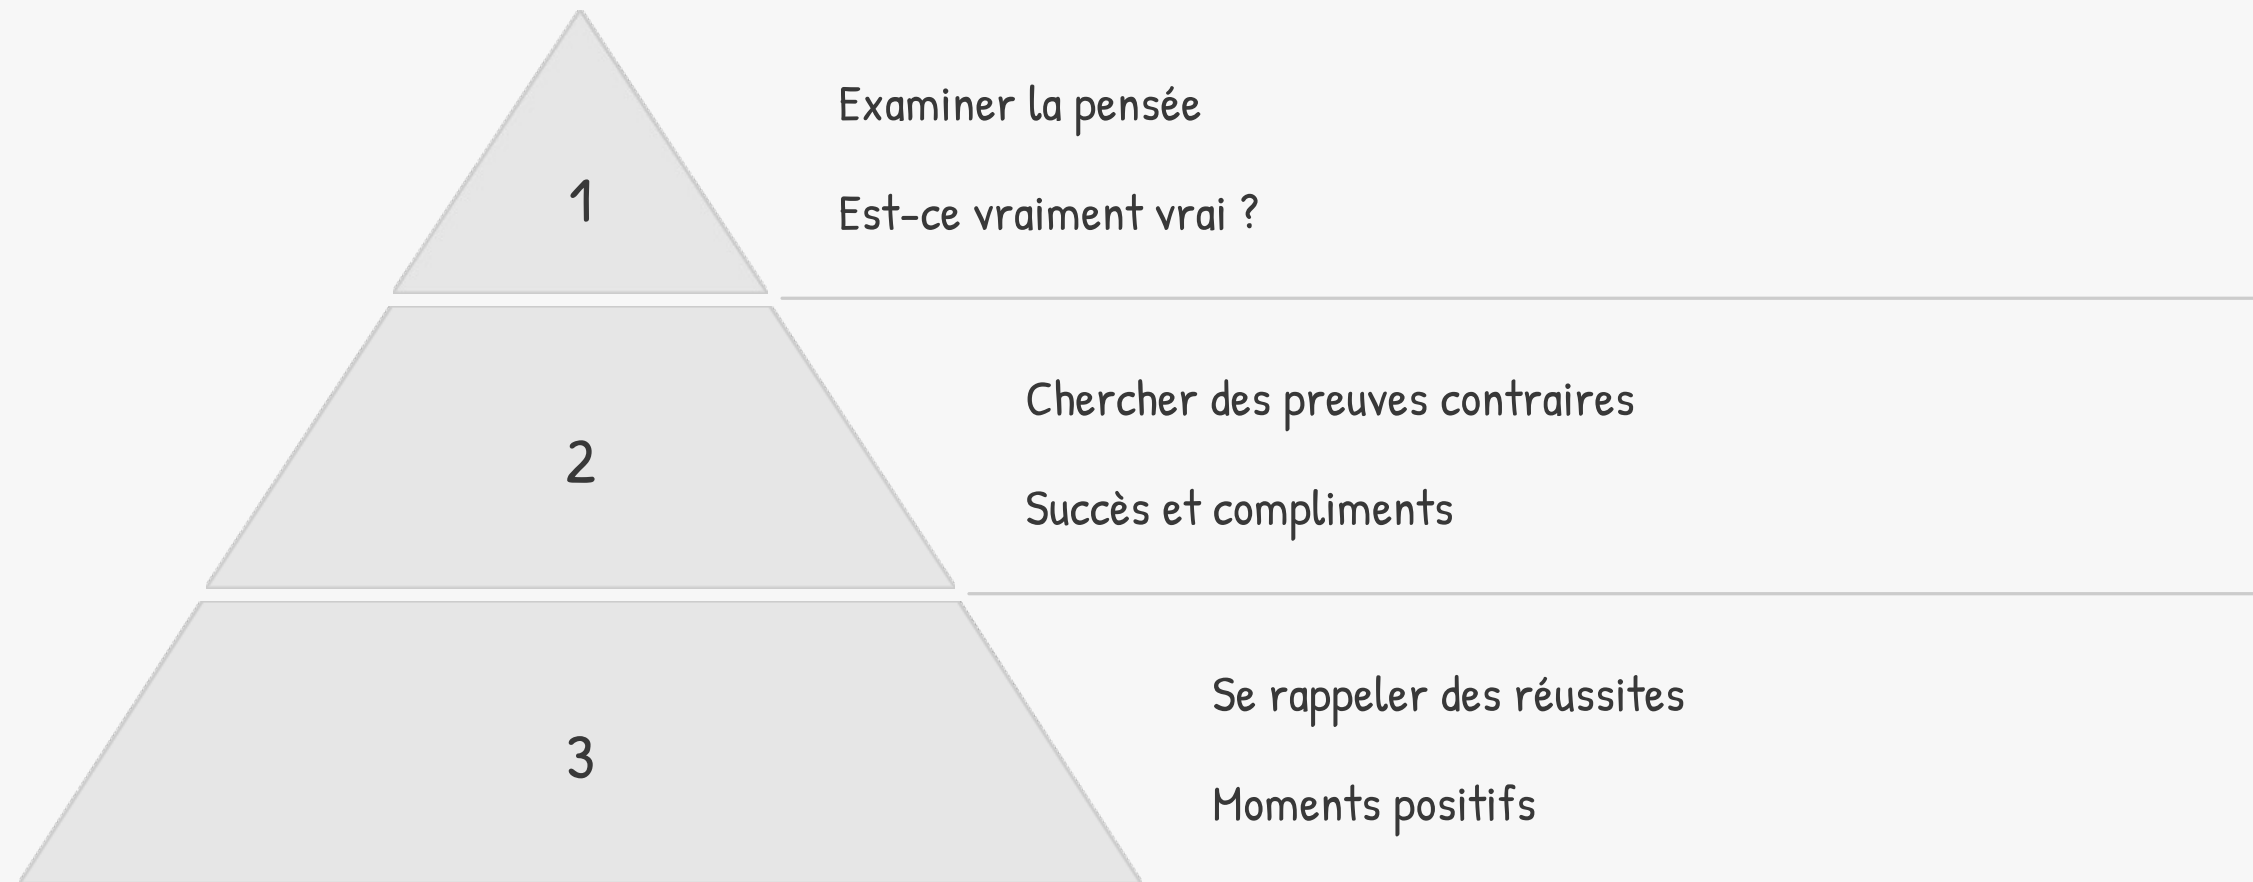 1
Examiner la pensée
Est-ce vraiment vrai ?
2
Chercher des preuves contraires
Succès et compliments
3
Se rappeler des réussites
Moments positifs